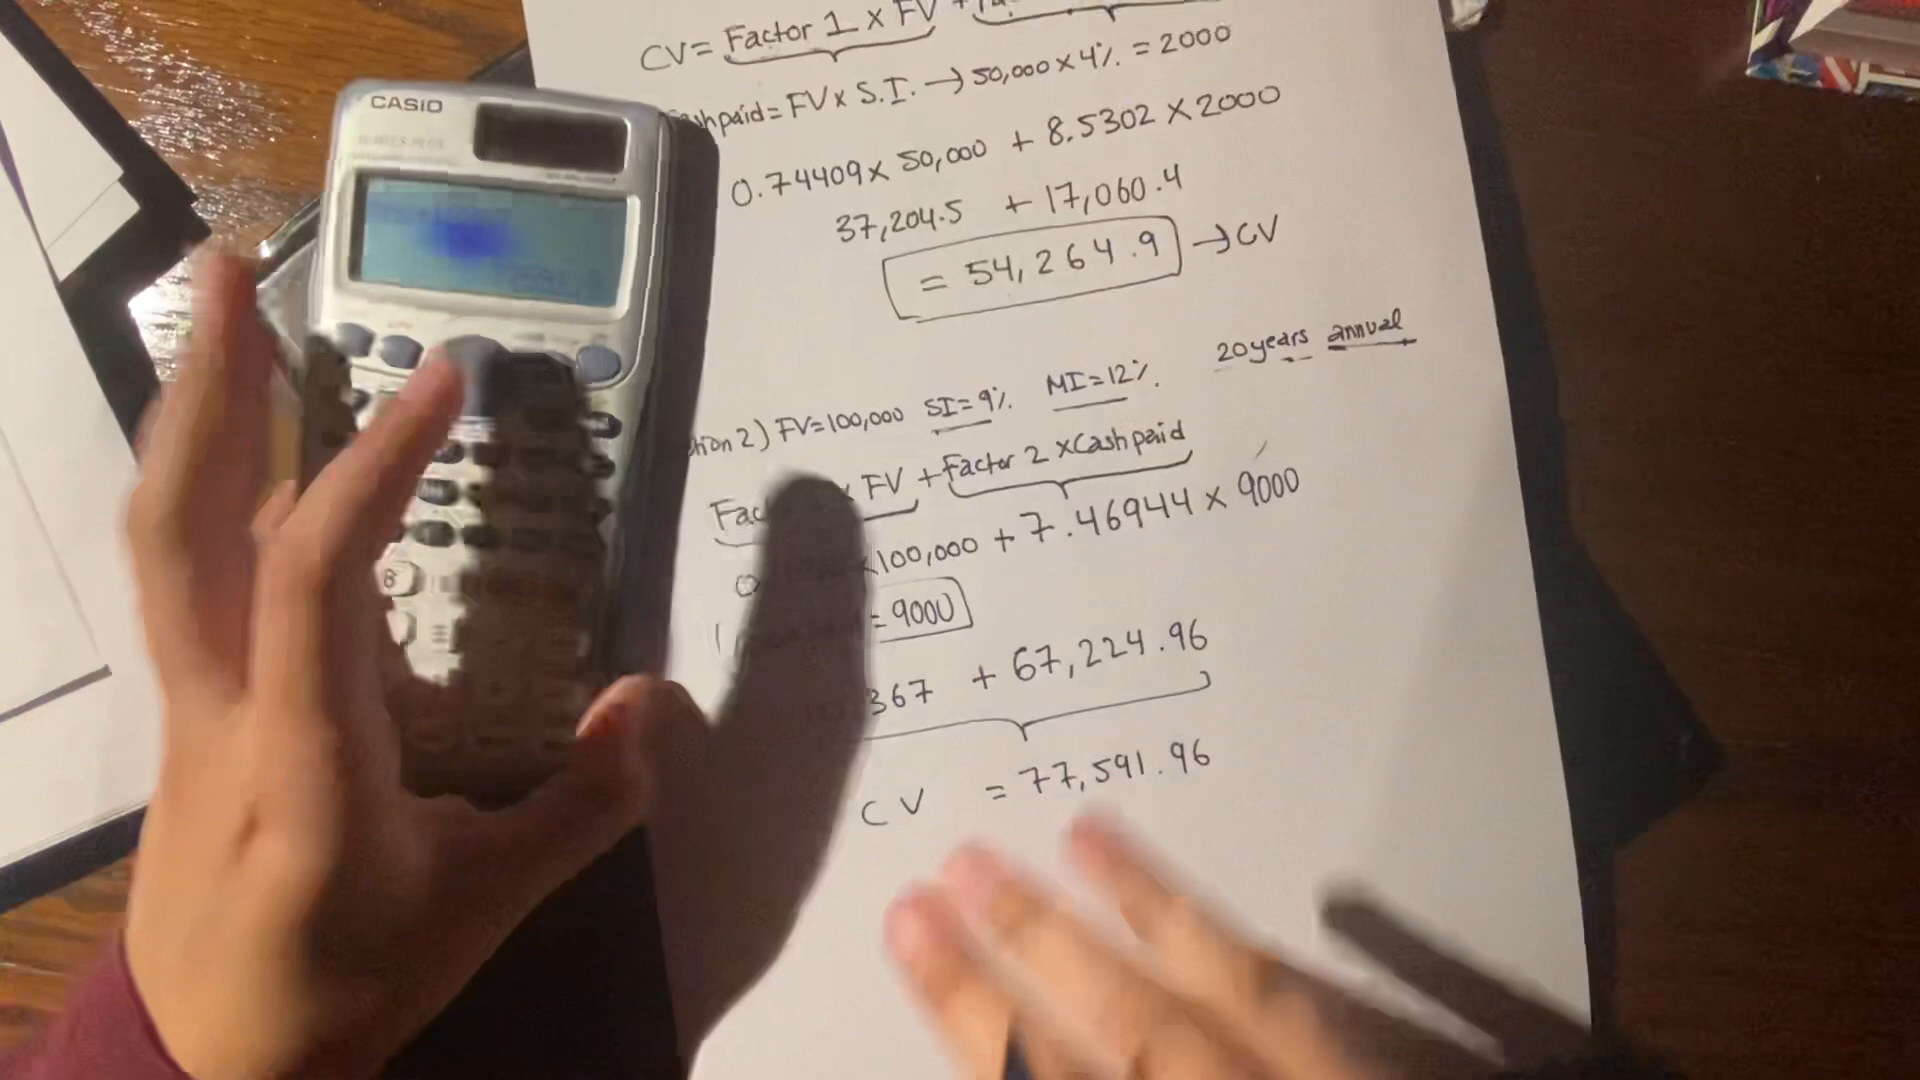 CV= Factor 1 x FV +
CASIO
paid= FV x S.I. → 50,000 x 4% = 2000
0.74409 x 50,000 + 8.5302 x 2000
37,204.5 + 17,060.4
= 54,264.9 → CV
20 years annual
2) FV=100,000 SI=9% MI=12%
x FV + Factor 2 x Cash paid
x100,000 + 7.46944 x 9000
= 9000
367 + 67,224.96
CV = 77,591.96